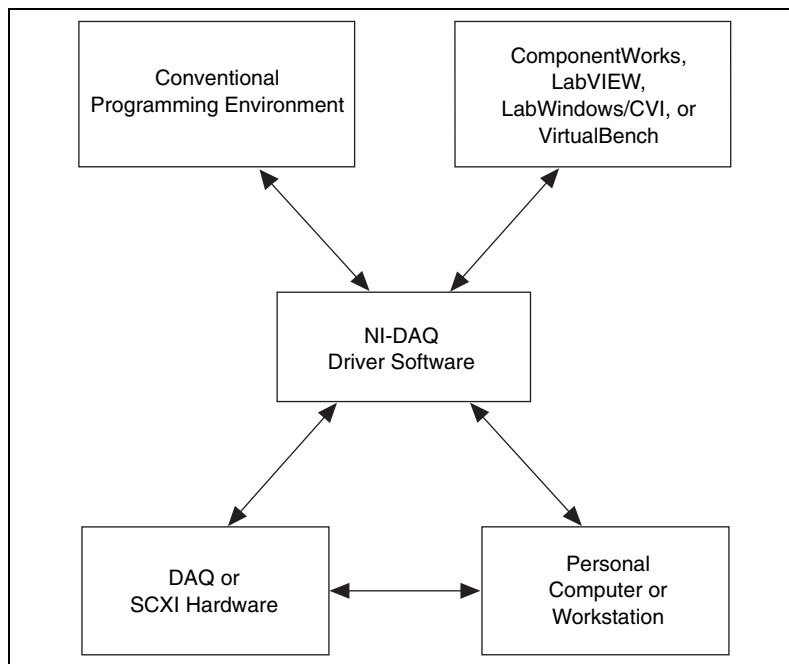 Conventional
Programming Environment
ComponentWorks,
LabVIEW,
LabWindows/CVI, or
VirtualBench
NI-DAQ
Driver Software
DAQ or
SCXI Hardware
Personal
Computer or
Workstation